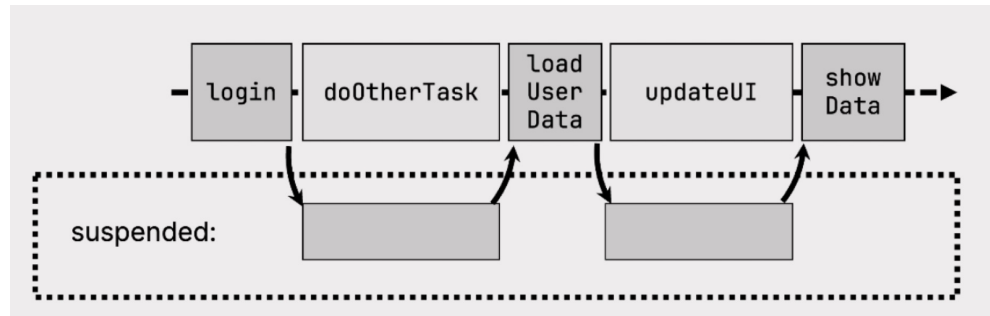 login
doOtherTask
load
User
Data
updateUI
show
Data
suspended: